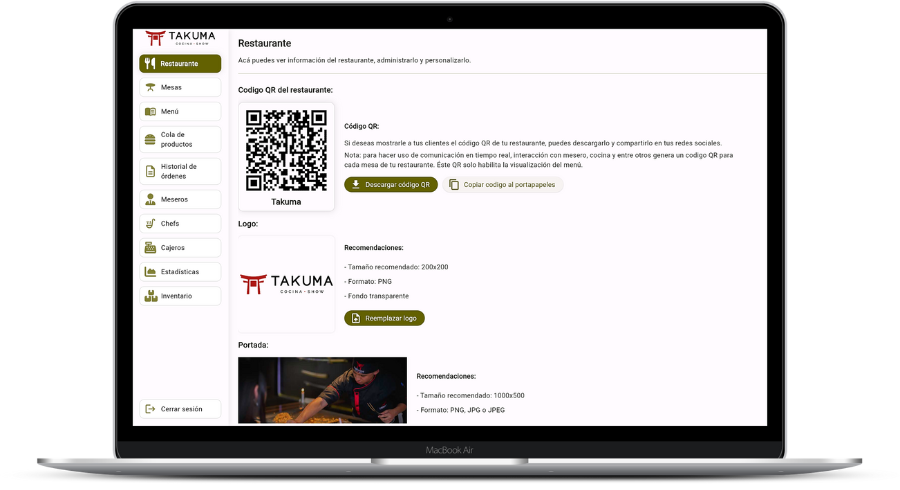 TAKUMA
COCINA - SHOW
Restaurante
Mesas
Menú
Cola de
productos
Historial de
órdenes
Meseros
Chefs
Cajeros
Estadísticas
Inventario
Cerrar sesión
Restaurante
Acá puedes ver información del restaurante, administrarlo y personalizarlo.
Codigo QR del restaurante:
Takuma
Código QR:
Si deseas mostrarle a tus clientes el código QR de tu restaurante, puedes descargarlo y compartirlo en tus redes sociales.
Nota: para hacer uso de comunicación en tiempo real, interacción con mesero, cocina y entre otros genera un codigo QR para
cada mesa de tu restaurante. Éste QR solo habilita la visualización del menú.
Descargar código QR
Copiar codigo al portapapeles
Logo:
TAKUMA
COCINA - SHOW
Recomendaciones:
- Tamaño recomendado: 200x200
- Formato: PNG
- Fondo transparente
Reemplazar logo
Portada:
Recomendaciones:
- Tamaño recomendado: 1000x500
- Formato: PNG, JPG o JPEG
MacBook Air